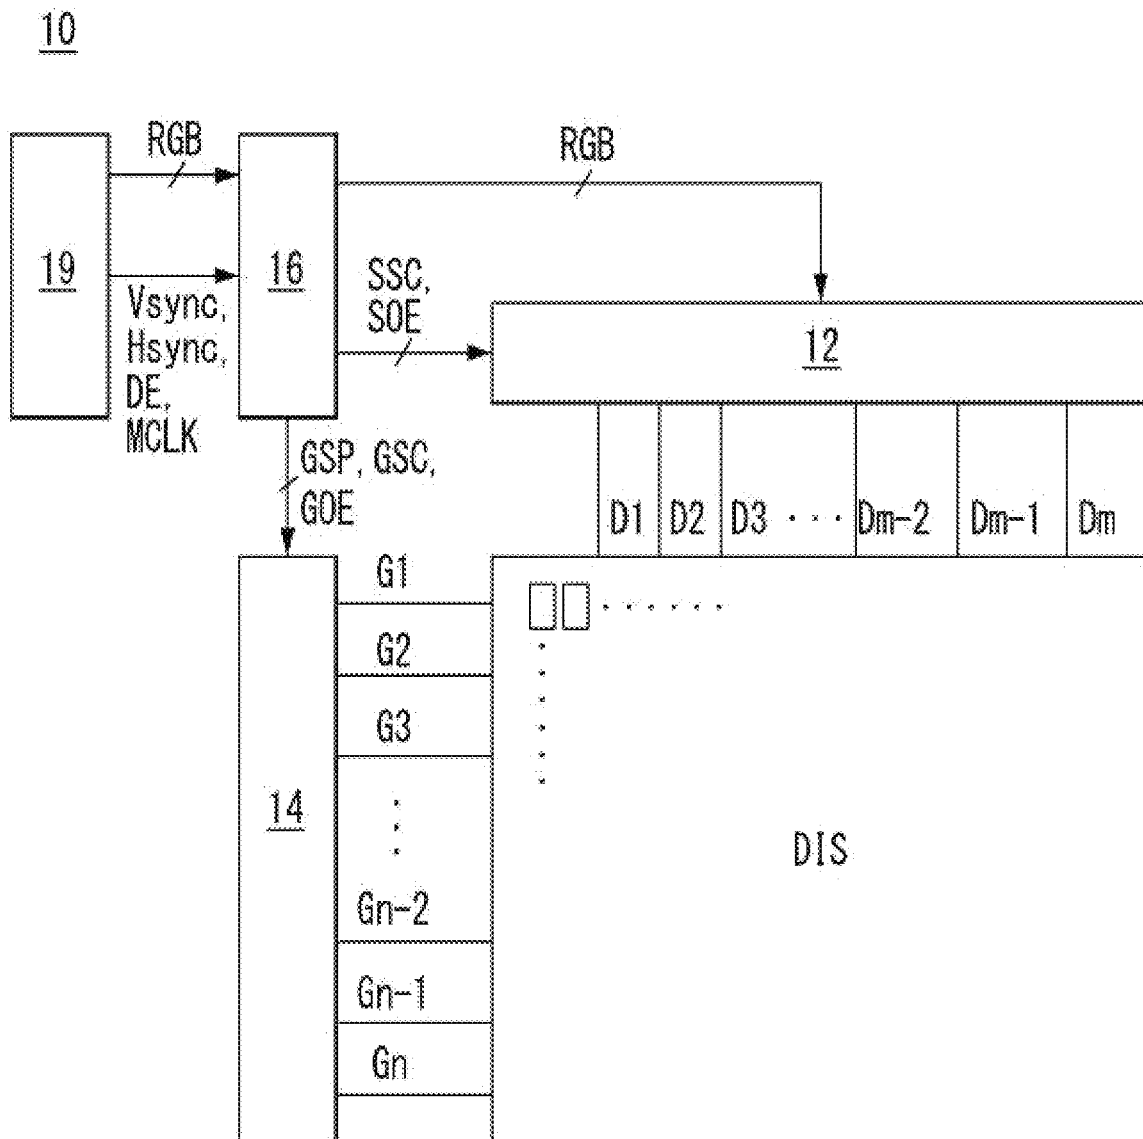 10
RGB
RGB
19
16
SSC,
SOE
Vsync,
Hsync,
DE,
MCLK
12
GSP, GSC,
GOE
D1 D2 D3 ··· Dm-2 Dm-1 Dm
G1
G2
G3
14
DIS
Gn-2
Gn-1
Gn